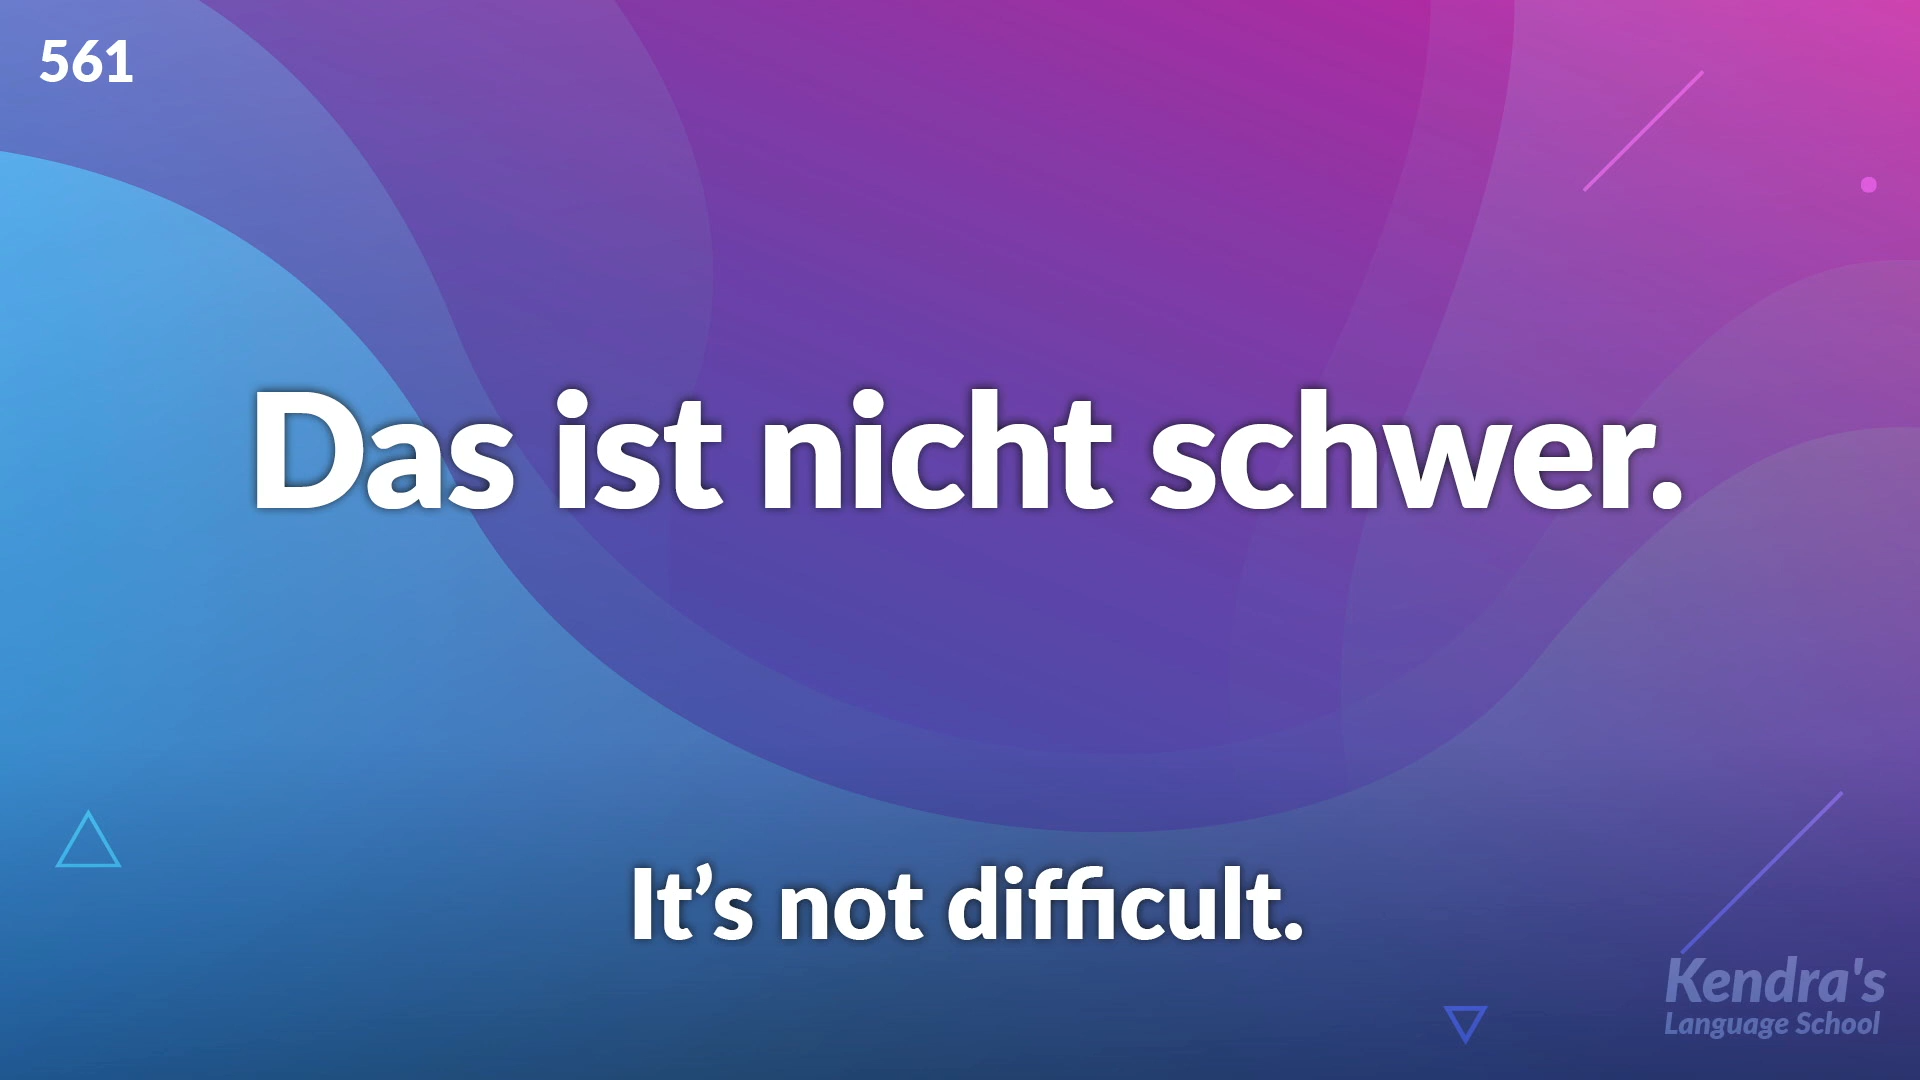 561
Das ist nicht schwer.
It’s not difficult.
Kendra's
Language School